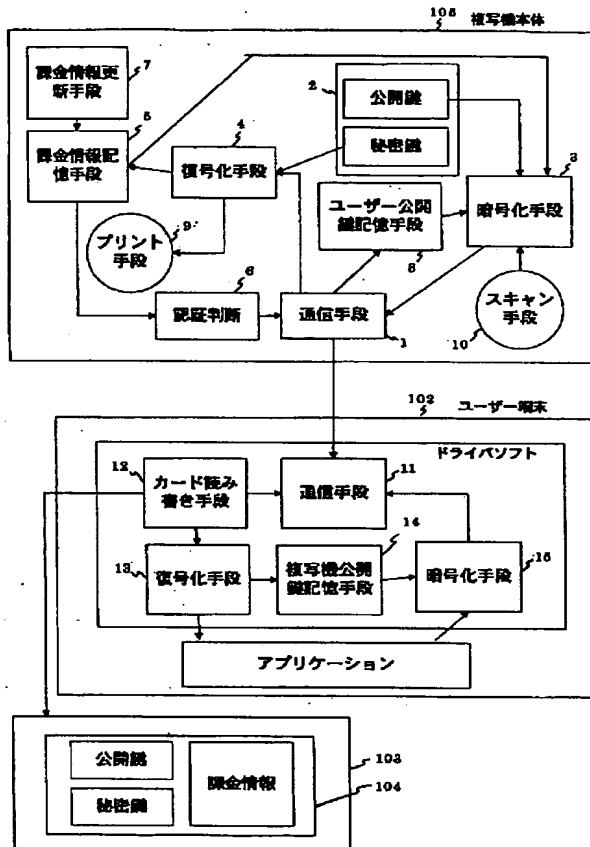 105
複写機本体
課金情報更
新手段
7
5
課金情報記
憶手段
4
復号化手段
2
公開鍵
秘密鍵
3
暗号化手段
ユーザー公開
鍵記憶手段
8
プリント
手段
9
6
認証判断
通信手段
1
スキャン
手段
10
102
ユーザー端末
ドライバソフト
12
カード読み
書き手段
11
通信手段
14
13
復号化手段
複写機公開
鍵記憶手段
15
暗号化手段
アプリケーション
公開鍵
秘密鍵
課金情報
103
104